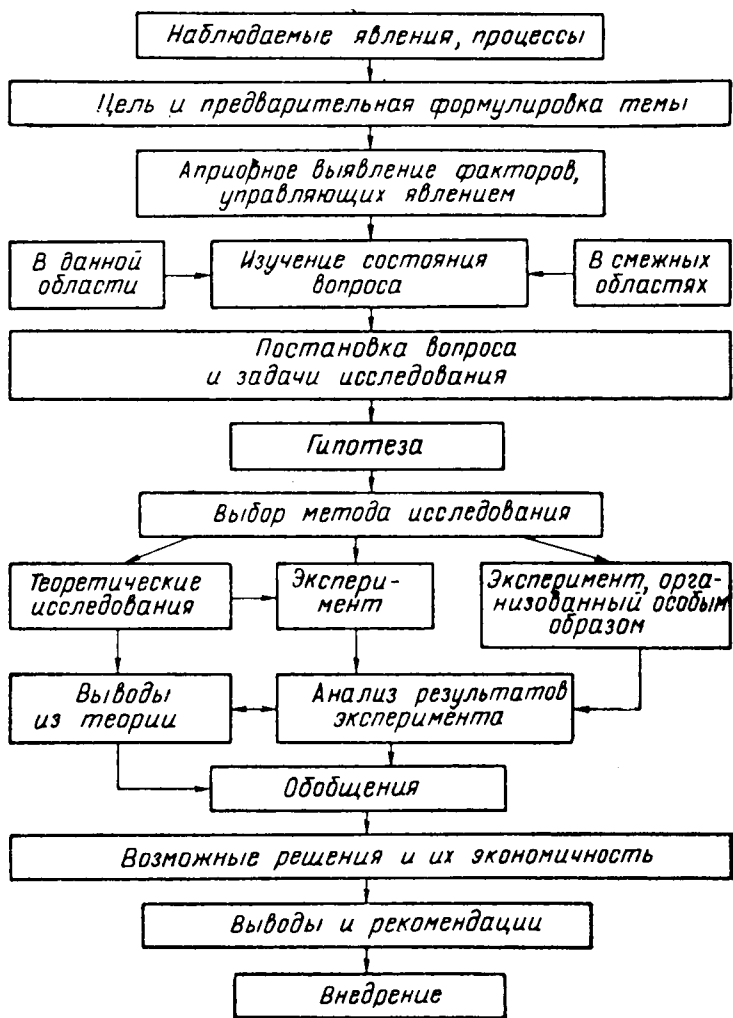 Наблюдаемые явления, процессы
Цель и предварительная формулировка темы
Априорное выявление факторов,
управляющих явлением
В данной
области
Изучение состояния
вопроса
В смежных
областях
Постановка вопроса
и задачи исследования
Гипотеза
Выбор метода исследования
Теоретические
исследования
Экспери-
мент
Эксперимент, орга-
низованный особым
образом
Выводы
из теории
Анализ результатов
эксперимента
Обобщения
Возможные решения и их экономичность
Выводы и рекомендации
Внедрение